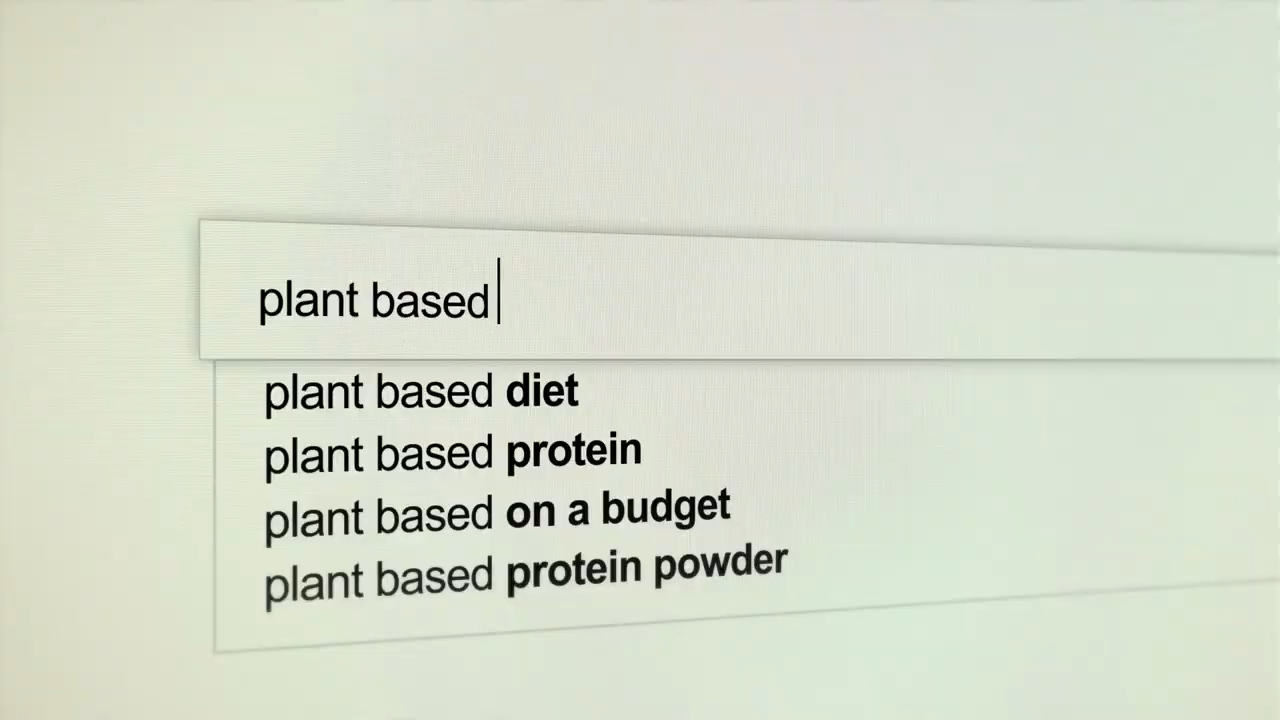 plant based
plant based diet
plant based protein
plant based on a budget
plant based protein powder